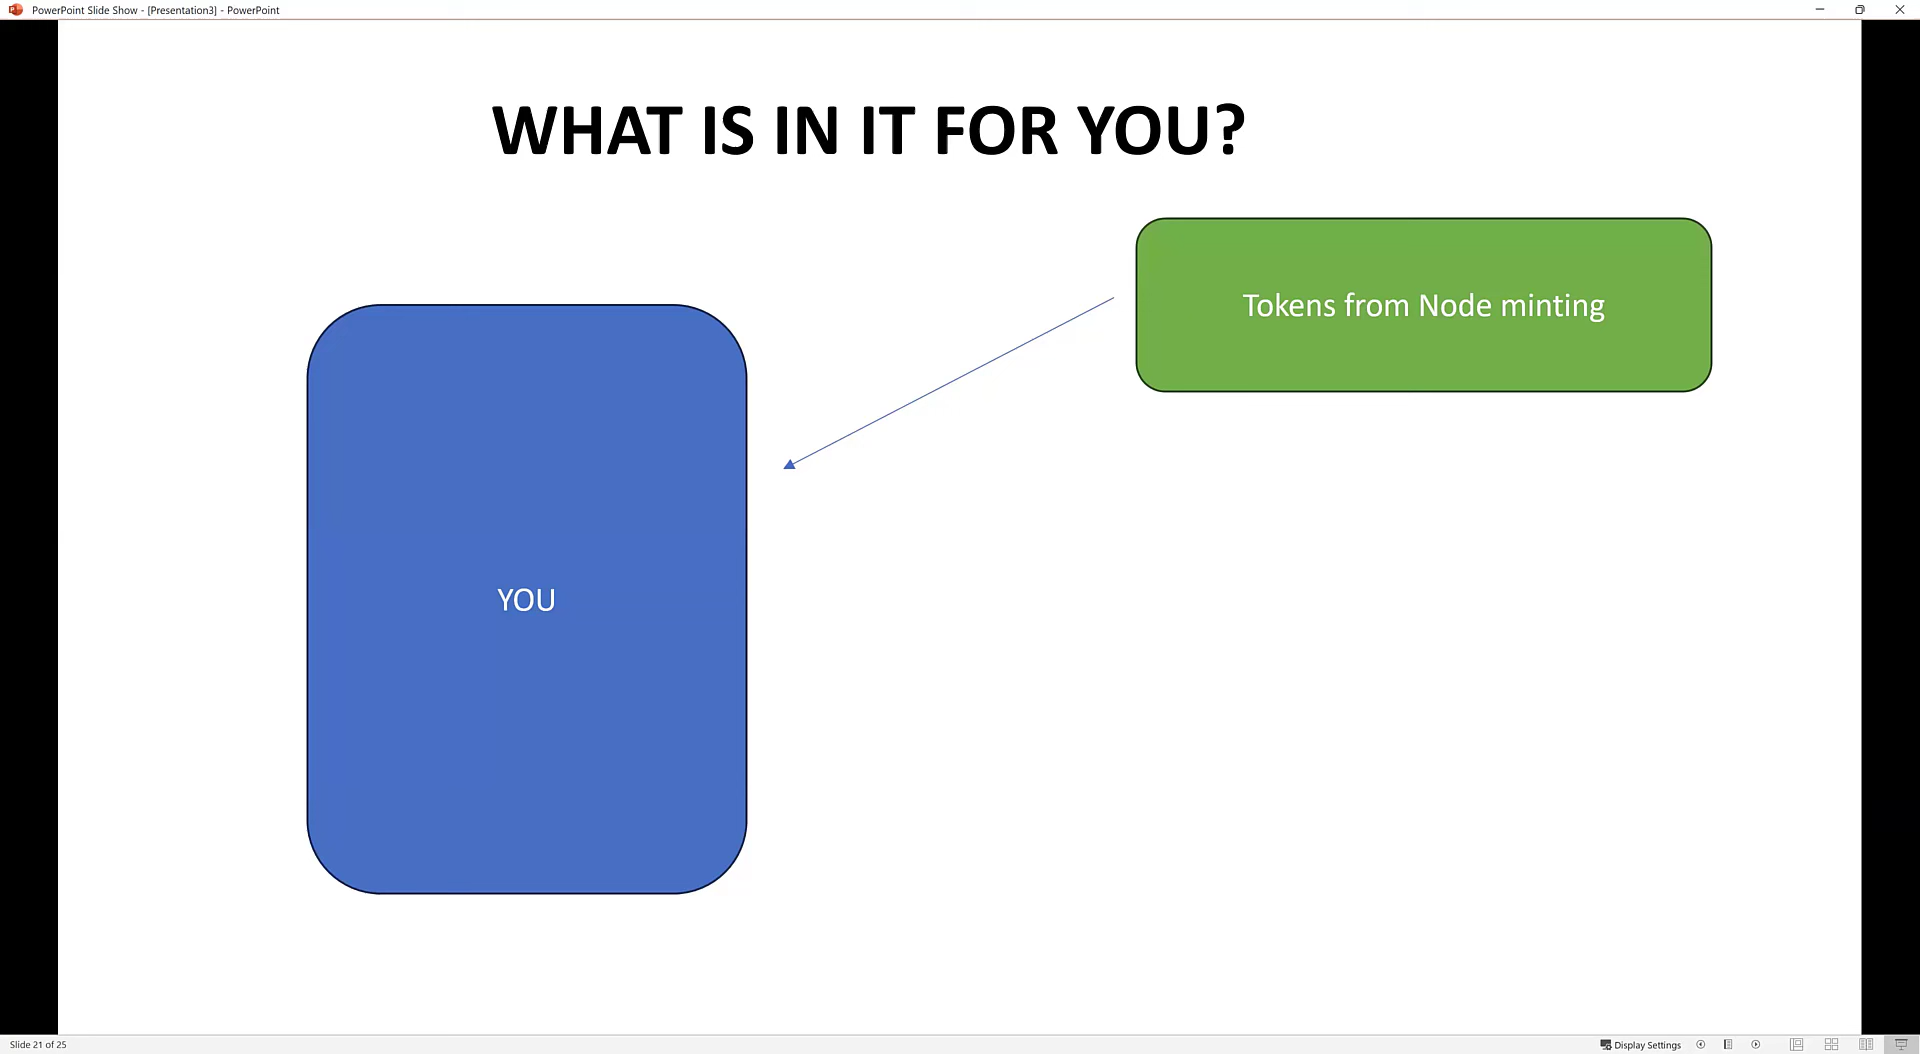 PowerPoint Slide Show - [Presentation3] - PowerPoint
WHAT IS IN IT FOR YOU?
Tokens from Node minting
YOU
Slide 21 of 25
Display Settings